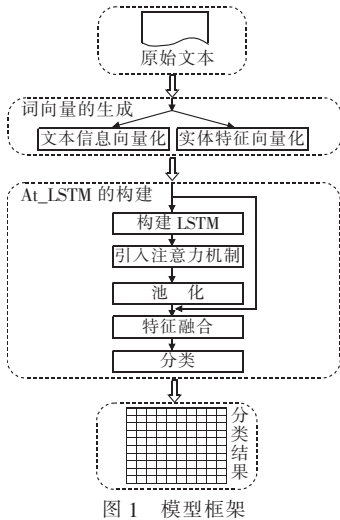 原始文本
词向量的生成
文本信息向量化 实体特征向量化
At_LSTM 的构建
构建 LSTM
引入注意力机制
池 化
特征融合
分类
分类结果
图 1 模型框架